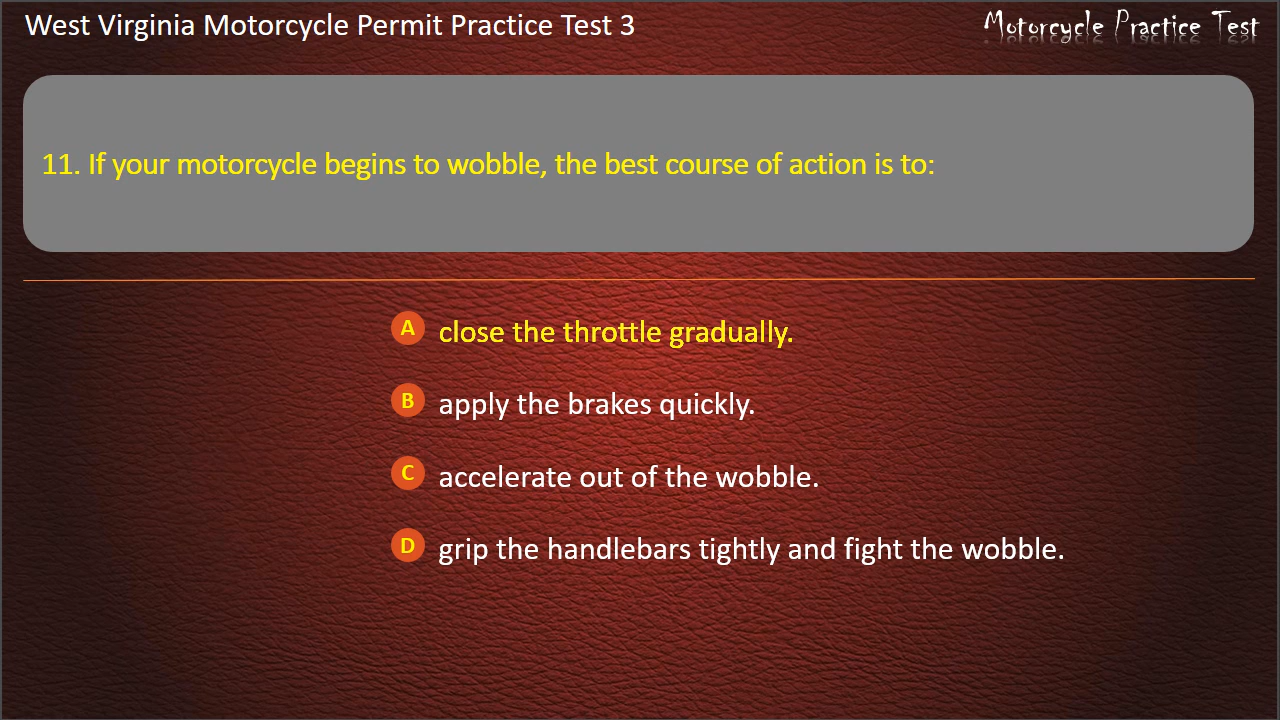 West Virginia Motorcycle Permit Practice Test 3
Motorcycle Practice Test
11. If your motorcycle begins to wobble, the best course of action is to:
A close the throttle gradually.
B apply the brakes quickly.
C accelerate out of the wobble.
D grip the handlebars tightly and fight the wobble.